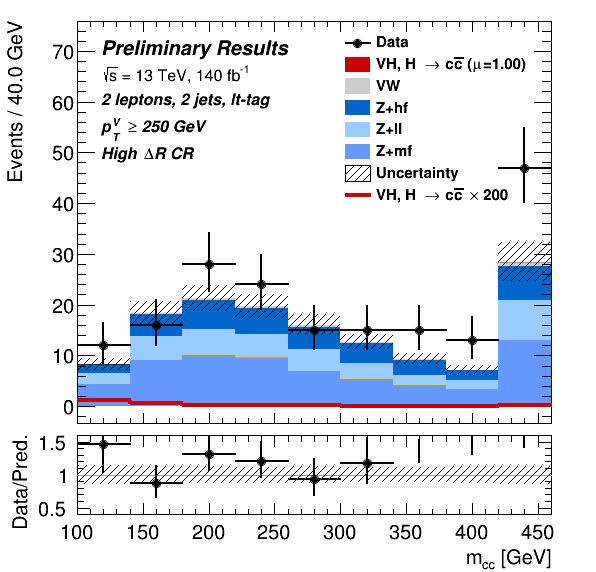 Events / 40.0 GeV
70
60
50
40
30
20
10
0
Preliminary Results
√s = 13 TeV, 140 fb⁻¹
2 leptons, 2 jets, lt-tag
p_T^V ≥ 250 GeV
High ΔR CR
Data
VH, H → cc̅ (μ=1.00)
VW
Z+hf
Z+ll
Z+mf
Uncertainty
VH, H → cc̅ × 200
Data/Pred.
1.5
1
0.5
100 150 200 250 300 350 400 450
m_cc [GeV]